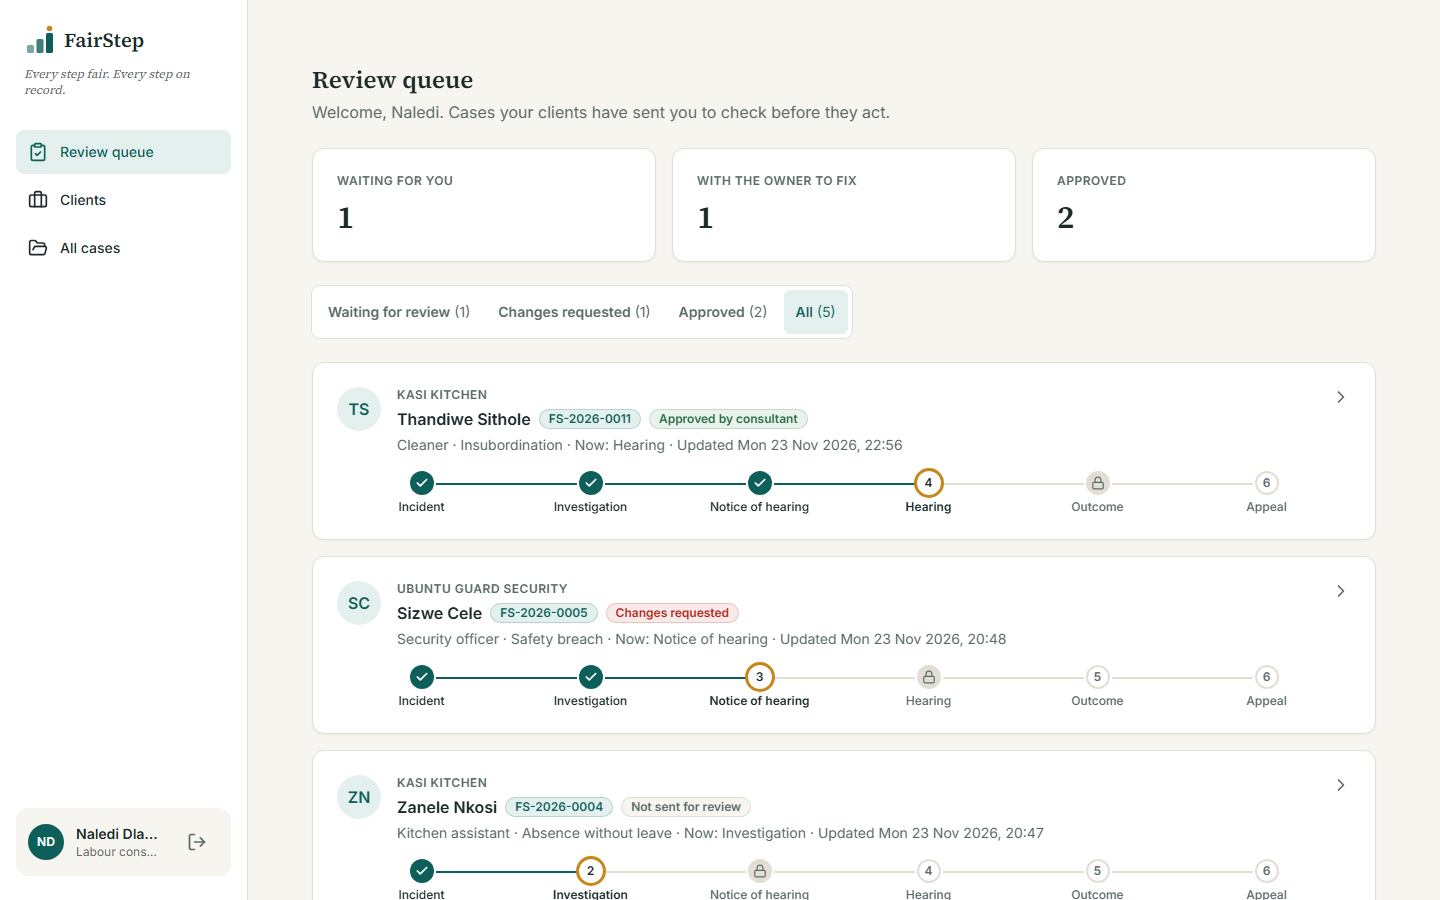 FairStep
Every step fair. Every step on
record.
Review queue
Clients
All cases
ND
Naledi Dla...
Labour cons...
Review queue
Welcome, Naledi. Cases your clients have sent you to check before they act.
WAITING FOR YOU
1
WITH THE OWNER TO FIX
1
APPROVED
2
Waiting for review (1)
Changes requested (1)
Approved (2)
All (5)
TS
KASI KITCHEN
Thandiwe Sithole FS-2026-0011 Approved by consultant
Cleaner · Insubordination · Now: Hearing · Updated Mon 23 Nov 2026, 22:56
4 6
Incident Investigation Notice of hearing Hearing Outcome Appeal
SC
UBUNTU GUARD SECURITY
Sizwe Cele FS-2026-0005 Changes requested
Security officer · Safety breach · Now: Notice of hearing · Updated Mon 23 Nov 2026, 20:48
3 5 6
Incident Investigation Notice of hearing Hearing Outcome Appeal
ZN
KASI KITCHEN
Zanele Nkosi FS-2026-0004 Not sent for review
Kitchen assistant · Absence without leave · Now: Investigation · Updated Mon 23 Nov 2026, 20:47
2 4 5 6
Incident Investigation Notice of hearing Hearing Outcome Appeal